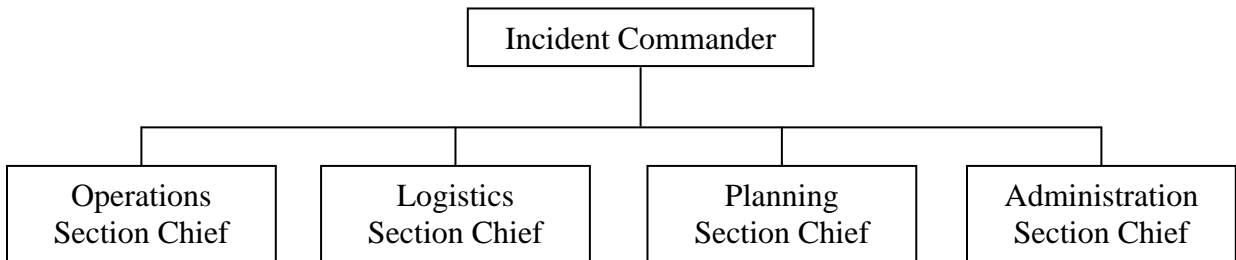 Incident Commander
Operations
Section Chief
Logistics
Section Chief
Planning
Section Chief
Administration
Section Chief